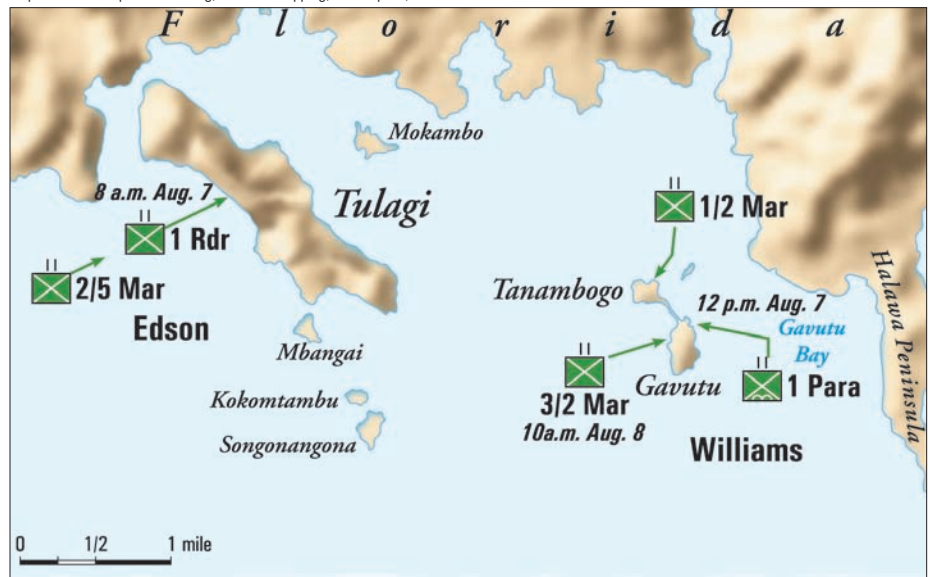 F l o r i d a
Mokambo
8 a.m. Aug. 7
Tulagi
1 Rdr
1/2 Mar
2/5 Mar
Edson
Tanambogo
12 p.m. Aug. 7
Gavutu
Bay
Halawa Peninsula
Mbangai
Gavutu
1 Para
3/2 Mar
10a.m. Aug. 8
Kokomtambu
Songonangona
Williams
0 1/2 1 mile